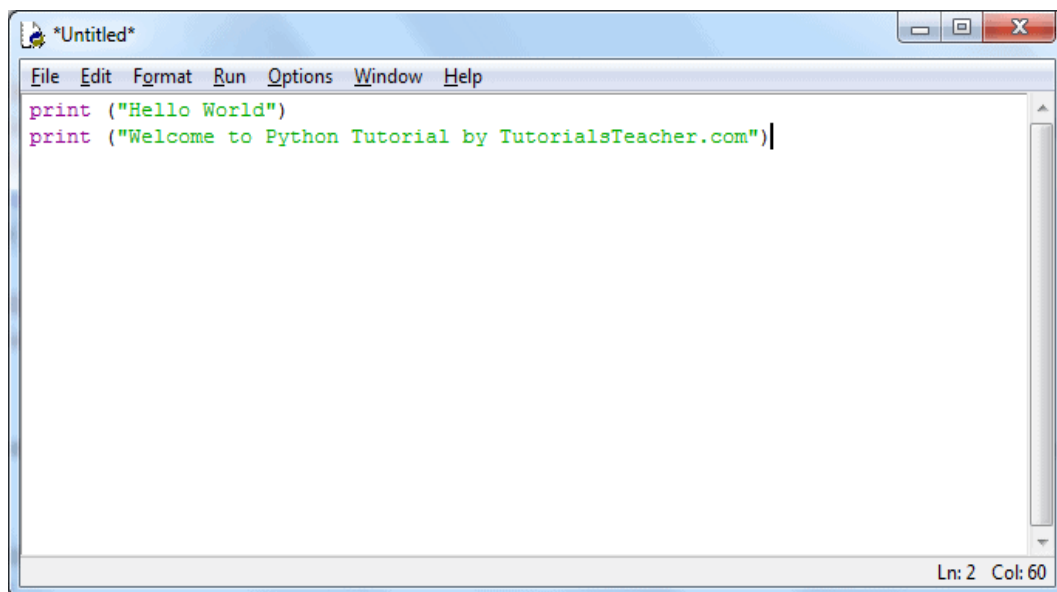 *Untitled*
File Edit Format Run Options Window Help
print ("Hello World")
print ("Welcome to Python Tutorial by TutorialsTeacher.com")
Ln: 2 Col: 60